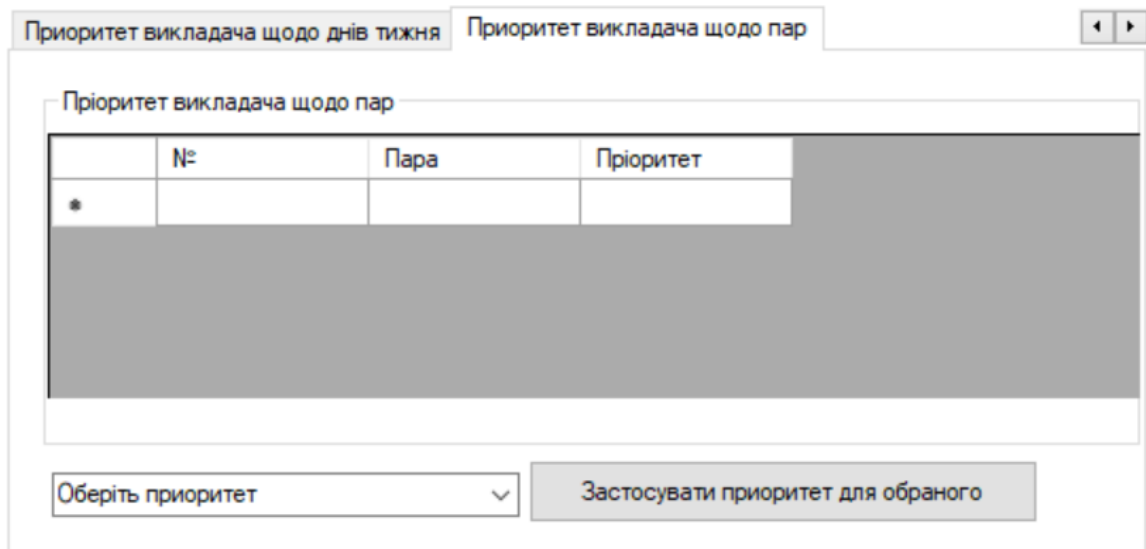 Приоритет викладача щодо днів тижня Приоритет викладача щодо пар
Пріоритет викладача щодо пар
№ Пара Пріоритет
*
Оберіть приоритет Застосувати приоритет для обраного